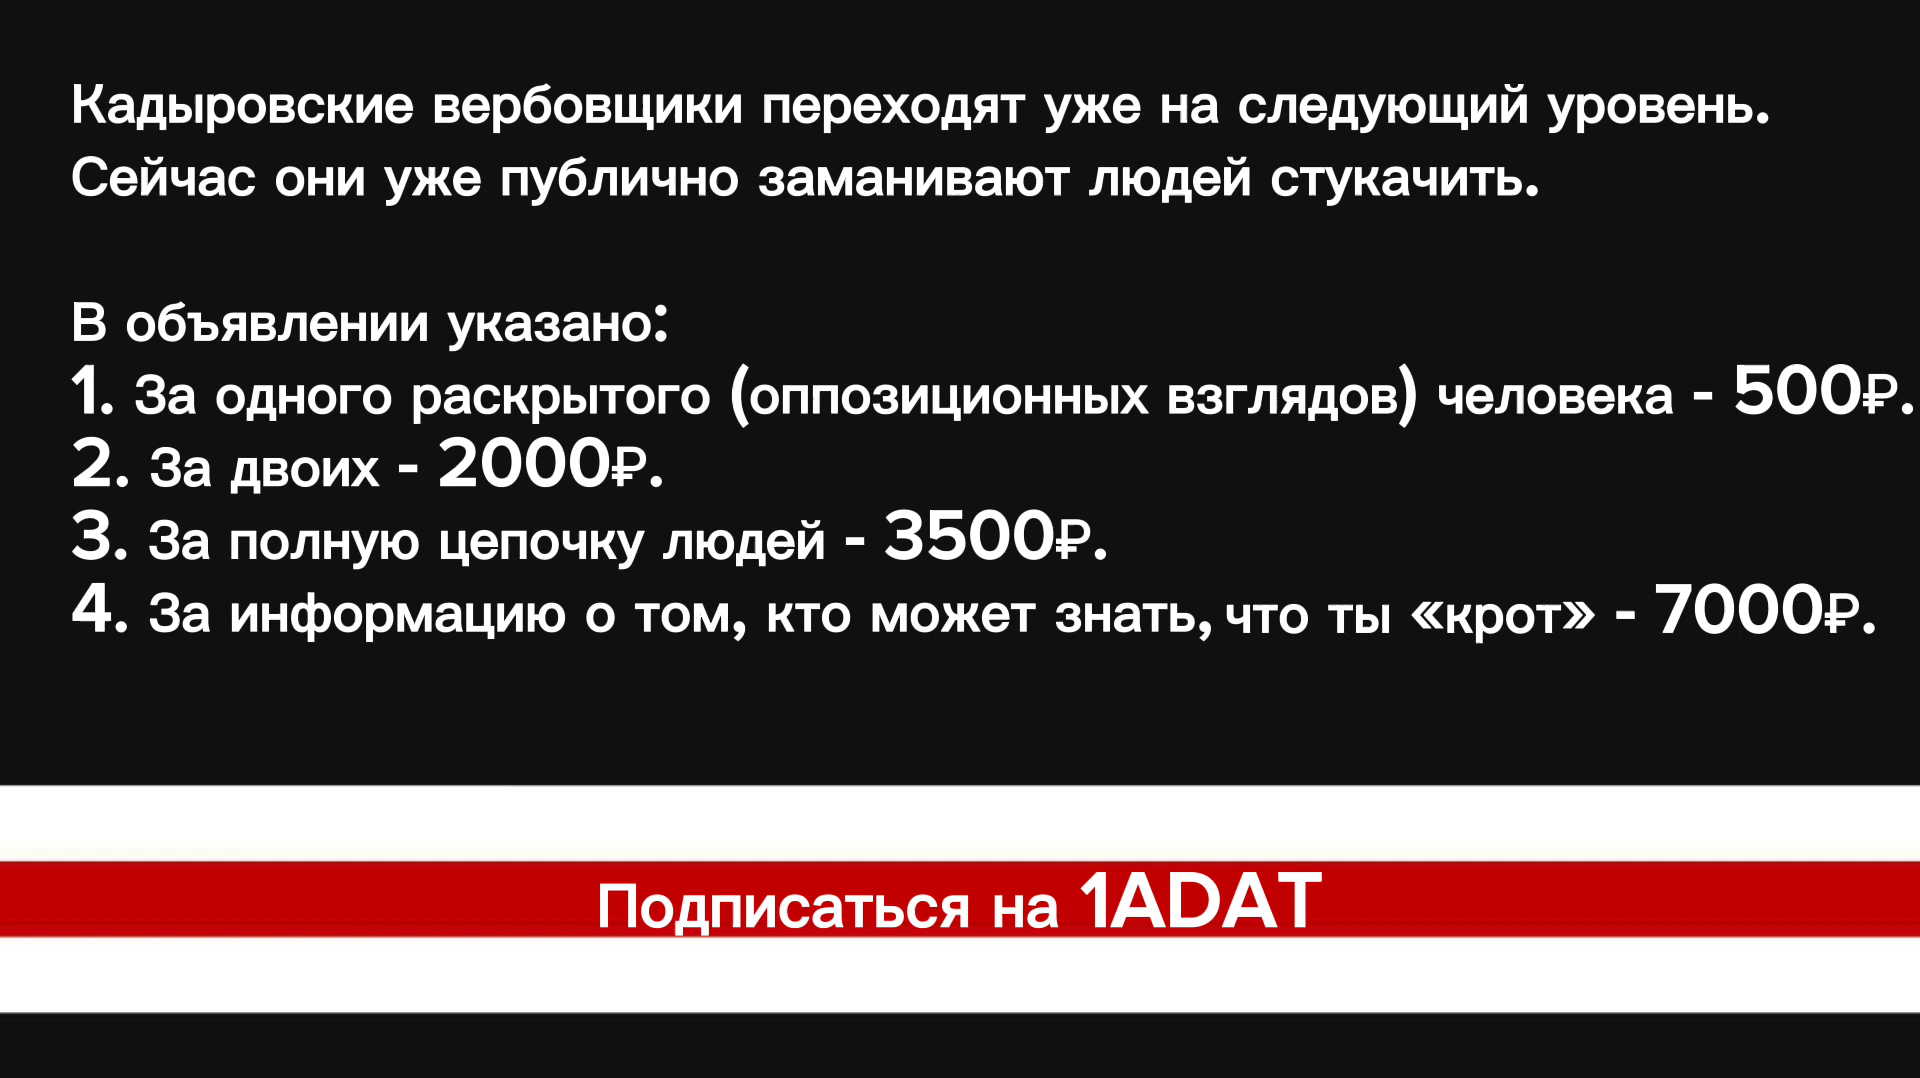 Кадыровские вербовщики переходят уже на следующий уровень.
Сейчас они уже публично заманивают людей стукачить.
В объявлении указано:
1. За одного раскрытого (оппозиционных взглядов) человека - 500₽.
2. За двоих - 2000₽.
3. За полную цепочку людей - 3500₽.
4. За информацию о том, кто может знать, что ты «крот» - 7000₽.
Подписаться на 1ADAT